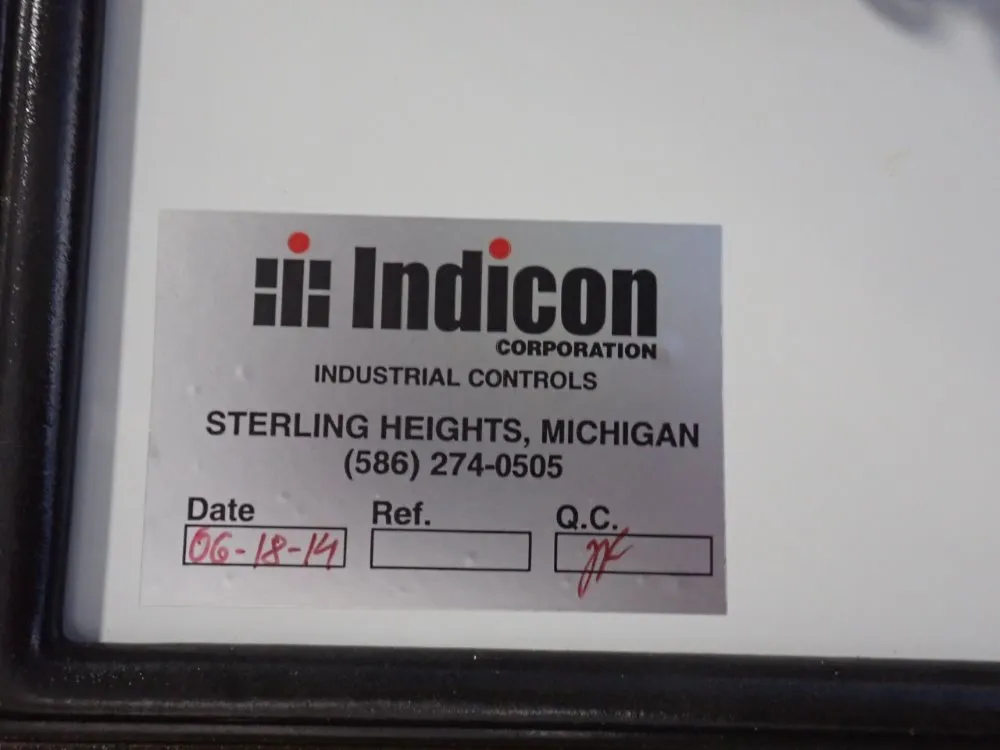 Indicon
CORPORATION
INDUSTRIAL CONTROLS
STERLING HEIGHTS, MICHIGAN
(586) 274-0505
Date Ref. Q.C.
06-18-14